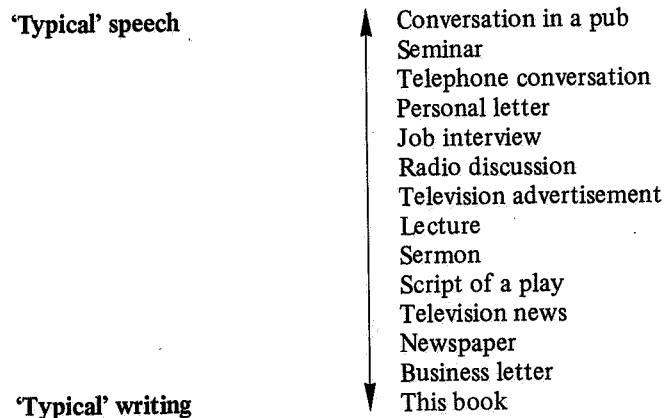 ‘Typical’ speech Conversation in a pub
Seminar
Telephone conversation
Personal letter
Job interview
Radio discussion
Television advertisement
Lecture
Sermon
Script of a play
Television news
Newspaper
Business letter
‘Typical’ writing This book